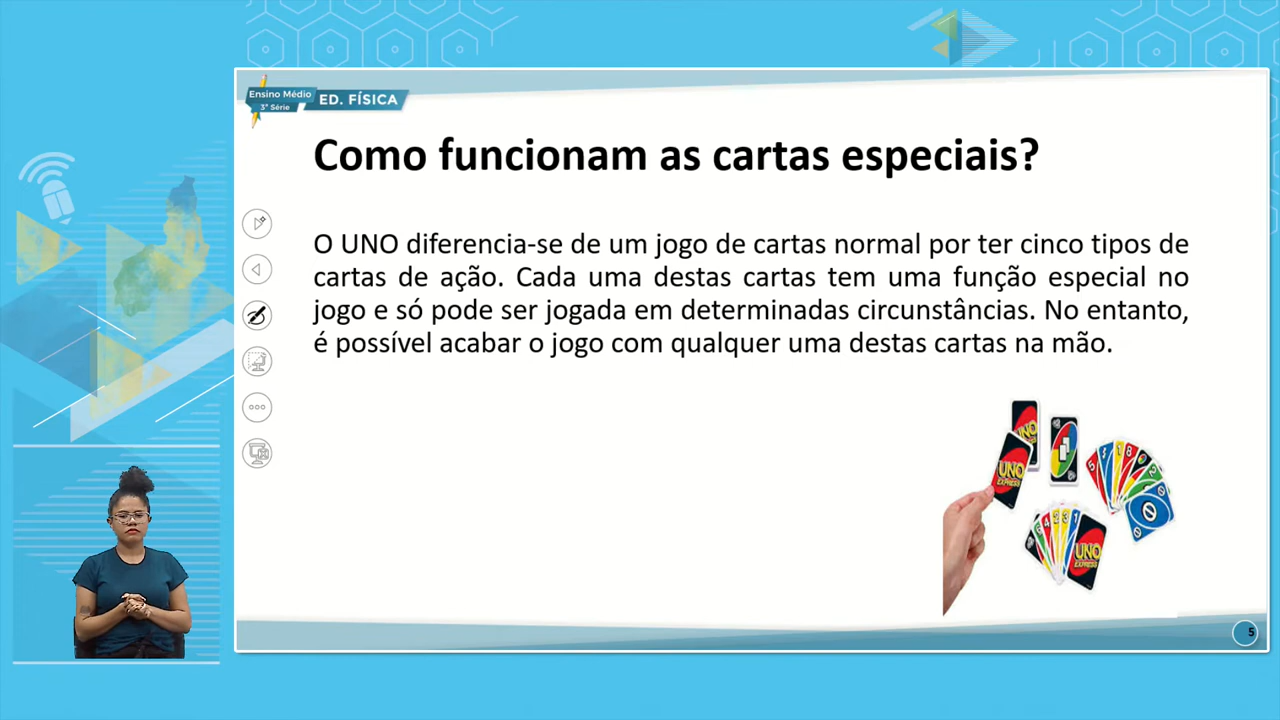 Ensino Médio
3ª Série
ED. FÍSICA
Como funcionam as cartas especiais?
O UNO diferencia-se de um jogo de cartas normal por ter cinco tipos de
cartas de ação. Cada uma destas cartas tem uma função especial no
jogo e só pode ser jogada em determinadas circunstâncias. No entanto,
é possível acabar o jogo com qualquer uma destas cartas na mão.
UNO
UNO
EXPRESS
UNO
EXPRESS
5